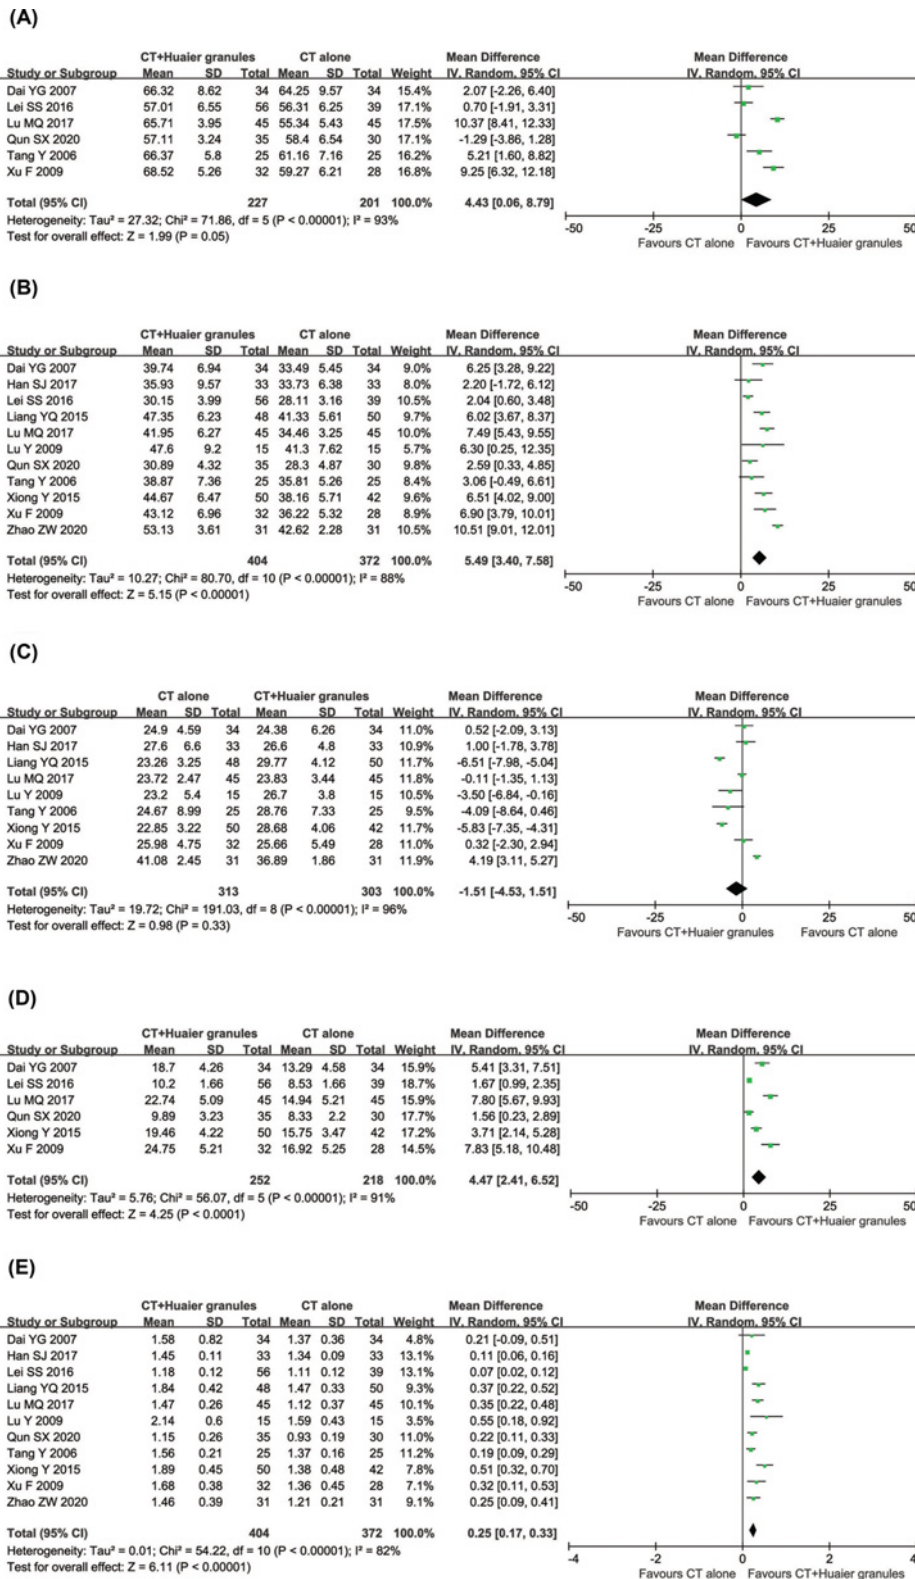 (A)
CT+Huaier granules CT alone Mean Difference Mean Difference
Study or Subgroup Mean SD Total Mean SD Total Weight IV, Random, 95% CI IV, Random, 95% CI
Dai YG 2007 66.32 8.62 34 64.25 9.57 34 15.4% 2.07 [-2.26, 6.40]
Lei SS 2016 57.01 6.55 56 56.31 6.25 39 16.8% 0.70 [-1.91, 3.31]
Lu MQ 2017 65.71 3.95 45 55.34 5.43 45 17.5% 10.37 [8.41, 12.33]
Qun SX 2020 57.11 3.24 35 58.4 6.54 30 16.9% -1.29 [-3.86, 1.28]
Tang Y 2006 66.37 5.8 25 61.16 7.16 25 16.2% 5.21 [1.60, 8.82]
Xu F 2009 68.52 5.26 32 59.27 6.21 28 16.8% 9.25 [6.32, 12.18]
Total (95% CI) 227 201 100.0% 4.43 [0.06, 8.79]
Heterogeneity: Tau² = 27.32; Chi² = 71.86, df = 5 (P < 0.00001); I² = 93%
Test for overall effect: Z = 1.99 (P = 0.05)
-50 -25 0 25 50
Favours CT alone Favours CT+Huaier granules
(B)
CT+Huaier granules CT alone Mean Difference Mean Difference
Study or Subgroup Mean SD Total Mean SD Total Weight IV, Random, 95% CI IV, Random, 95% CI
Dai YG 2007 39.74 6.94 34 33.49 5.45 34 9.0% 6.25 [3.28, 9.22]
Han SJ 2017 35.93 9.57 33 33.73 6.38 33 8.0% 2.20 [-1.72, 6.12]
Lei SS 2016 30.15 3.99 56 28.11 3.16 39 10.5% 2.04 [0.60, 3.48]
Liang YQ 2015 47.35 6.23 48 41.33 5.61 50 9.7% 6.02 [3.67, 8.37]
Lu MQ 2017 41.95 6.27 45 34.46 3.25 45 10.0% 7.49 [5.43, 9.55]
Lu Y 2009 47.6 9.2 15 41.3 7.62 15 5.7% 6.30 [0.25, 12.35]
Qun SX 2020 30.89 4.32 35 28.3 4.87 30 9.8% 2.59 [0.33, 4.85]
Tang Y 2006 38.87 7.36 25 35.81 5.26 25 8.5% 3.06 [-0.49, 6.61]
Xiong Y 2015 44.67 6.47 50 38.16 5.71 42 9.6% 6.51 [4.02, 9.00]
Xu F 2009 43.12 6.96 32 36.22 5.32 28 8.9% 6.90 [3.79, 10.01]
Zhao ZW 2020 53.13 3.61 31 42.62 2.28 31 10.5% 10.51 [9.01, 12.01]
Total (95% CI) 404 372 100.0% 5.49 [3.40, 7.58]
Heterogeneity: Tau² = 10.27; Chi² = 80.70, df = 10 (P < 0.00001); I² = 88%
Test for overall effect: Z = 5.15 (P < 0.00001)
-50 -25 0 25 50
Favours CT alone Favours CT+Huaier granules
(C)
CT alone CT+Huaier granules Mean Difference Mean Difference
Study or Subgroup Mean SD Total Mean SD Total Weight IV, Random, 95% CI IV, Random, 95% CI
Dai YG 2007 24.9 4.59 34 24.38 6.26 34 11.0% 0.52 [-2.09, 3.13]
Han SJ 2017 27.6 6.6 33 26.6 4.8 33 10.9% 1.00 [-1.78, 3.78]
Liang YQ 2015 23.26 3.25 48 29.77 4.12 50 11.7% -6.51 [-7.98, -5.04]
Lu MQ 2017 23.72 2.47 45 23.83 3.44 45 11.8% -0.11 [-1.35, 1.13]
Lu Y 2009 23.2 5.4 15 26.7 3.8 15 10.4% -3.50 [-6.84, -0.16]
Tang Y 2006 24.67 8.99 25 28.76 7.33 25 9.2% -4.09 [-8.64, 0.46]
Xiong Y 2015 22.85 3.22 50 28.68 4.06 42 11.7% -5.83 [-7.35, -4.31]
Xu F 2009 25.98 4.75 32 25.66 5.49 28 11.0% 0.32 [-2.30, 2.94]
Zhao ZW 2020 41.08 2.45 31 36.89 1.86 31 11.9% 4.19 [3.11, 5.27]
Total (95% CI) 313 303 100.0% -1.51 [-4.53, 1.51]
Heterogeneity: Tau² = 19.72; Chi² = 191.03, df = 8 (P < 0.00001); I² = 96%
Test for overall effect: Z = 0.98 (P = 0.33)
-50 -25 0 25 50
Favours CT+Huaier granules Favours CT alone
(D)
CT+Huaier granules CT alone Mean Difference Mean Difference
Study or Subgroup Mean SD Total Mean SD Total Weight IV, Random, 95% CI IV, Random, 95% CI
Dai YG 2007 18.7 4.26 34 13.29 4.58 34 15.9% 5.41 [3.31, 7.51]
Lei SS 2016 10.2 1.66 56 8.53 1.66 39 18.7% 1.67 [0.99, 2.35]
Lu MQ 2017 22.74 5.09 45 14.94 5.21 45 15.9% 7.80 [5.67, 9.93]
Qun SX 2020 9.89 3.23 35 8.33 2.2 30 17.7% 1.56 [0.23, 2.89]
Xiong Y 2015 19.46 4.22 50 15.75 3.47 42 17.2% 3.71 [2.14, 5.28]
Xu F 2009 24.75 5.21 32 16.92 5.25 28 14.5% 7.83 [5.18, 10.48]
Total (95% CI) 252 218 100.0% 4.47 [2.41, 6.52]
Heterogeneity: Tau² = 5.76; Chi² = 56.07, df = 5 (P < 0.00001); I² = 91%
Test for overall effect: Z = 4.25 (P < 0.0001)
-50 -25 0 25 50
Favours CT alone Favours CT+Huaier granules
(E)
CT+Huaier granules CT alone Mean Difference Mean Difference
Study or Subgroup Mean SD Total Mean SD Total Weight IV, Random, 95% CI IV, Random, 95% CI
Dai YG 2007 1.58 0.82 34 1.37 0.36 34 4.8% 0.21 [-0.09, 0.51]
Han SJ 2017 1.45 0.11 33 1.34 0.09 33 13.1% 0.11 [0.06, 0.16]
Lei SS 2016 1.18 0.12 56 1.11 0.12 39 13.1% 0.07 [0.02, 0.12]
Liang YQ 2015 1.84 0.42 48 1.47 0.33 50 9.3% 0.37 [0.22, 0.52]
Lu MQ 2017 1.47 0.26 45 1.12 0.37 45 10.1% 0.35 [0.22, 0.48]
Lu Y 2009 2.14 0.6 15 1.59 0.43 15 3.5% 0.55 [0.18, 0.92]
Qun SX 2020 1.15 0.26 35 0.93 0.19 30 11.0% 0.22 [0.11, 0.33]
Tang Y 2006 1.56 0.21 25 1.37 0.16 25 11.2% 0.19 [0.09, 0.29]
Xiong Y 2015 1.89 0.45 50 1.38 0.48 42 7.8% 0.51 [0.32, 0.70]
Xu F 2009 1.68 0.38 32 1.36 0.45 28 7.1% 0.32 [0.11, 0.53]
Zhao ZW 2020 1.46 0.39 31 1.21 0.21 31 9.1% 0.25 [0.09, 0.41]
Total (95% CI) 404 372 100.0% 0.25 [0.17, 0.33]
Heterogeneity: Tau² = 0.01; Chi² = 54.22, df = 10 (P < 0.00001); I² = 82%
Test for overall effect: Z = 6.11 (P < 0.00001)
-4 -2 0 2 4
Favours CT alone Favours CT+Huaier granules